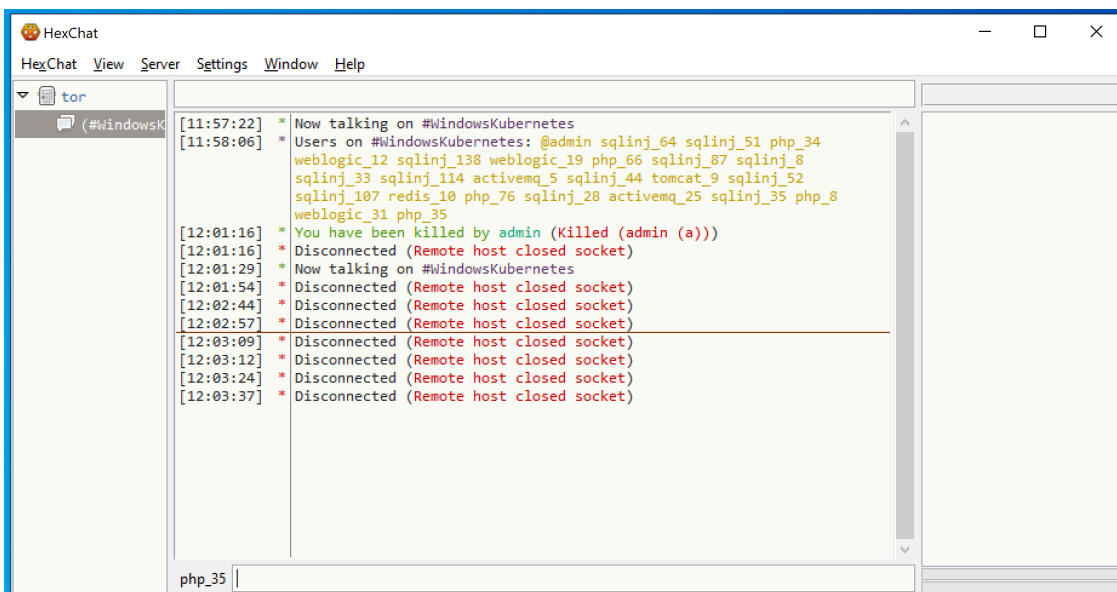 HexChat
HexChat View Server Settings Window Help
tor
(#WindowsK
[11:57:22] * Now talking on #WindowsKubernetes
[11:58:06] * Users on #WindowsKubernetes: @admin sqlinj_64 sqlinj_51 php_34
weblogic_12 sqlinj_138 weblogic_19 php_66 sqlinj_87 sqlinj_8
sqlinj_33 sqlinj_114 activemq_5 sqlinj_44 tomcat_9 sqlinj_52
sqlinj_107 redis_10 php_76 sqlinj_28 activemq_25 sqlinj_35 php_8
weblogic_31 php_35
[12:01:16] * You have been killed by admin (Killed (admin (a)))
[12:01:16] * Disconnected (Remote host closed socket)
[12:01:29] * Now talking on #WindowsKubernetes
[12:01:54] * Disconnected (Remote host closed socket)
[12:02:44] * Disconnected (Remote host closed socket)
[12:02:57] * Disconnected (Remote host closed socket)
[12:03:09] * Disconnected (Remote host closed socket)
[12:03:12] * Disconnected (Remote host closed socket)
[12:03:24] * Disconnected (Remote host closed socket)
[12:03:37] * Disconnected (Remote host closed socket)
php_35